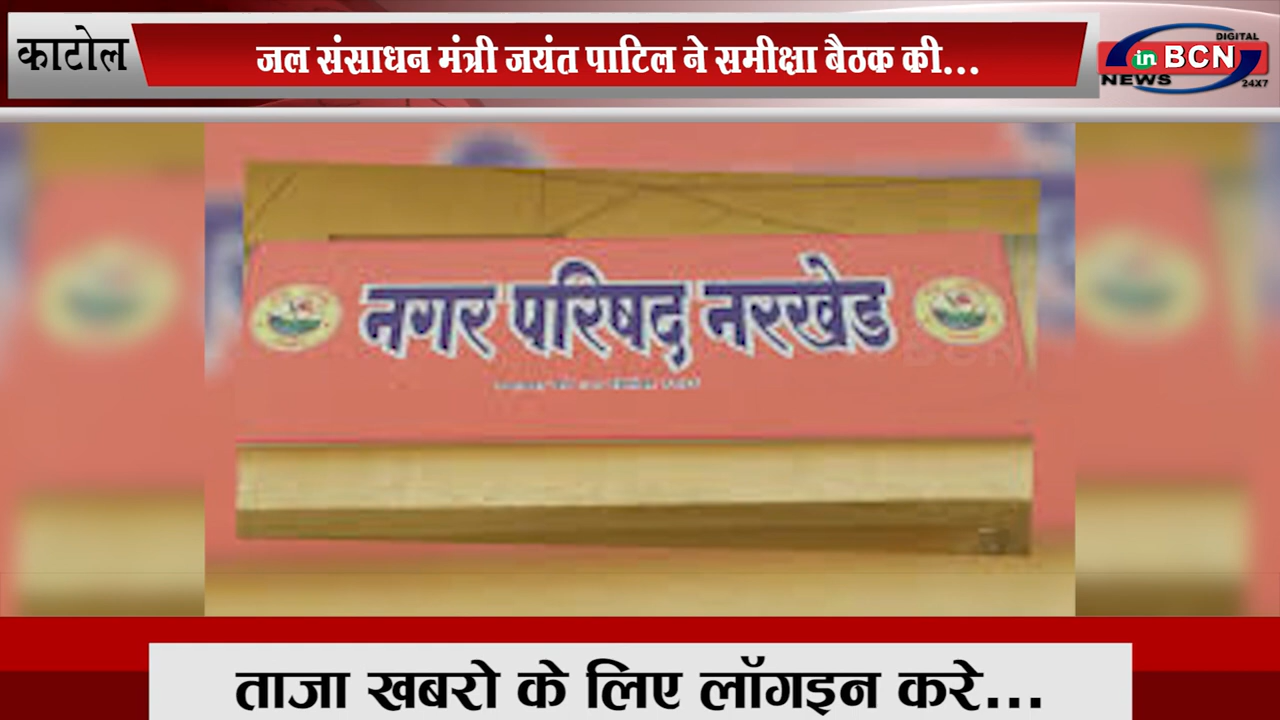 काटोल
जल संसाधन मंत्री जयंत पाटिल ने समीक्षा बैठक की...
DIGITAL
in BCN
NEWS 24X7
नगर परिषद नरखेड
ताजा खबरो के लिए लॉगइन करे...